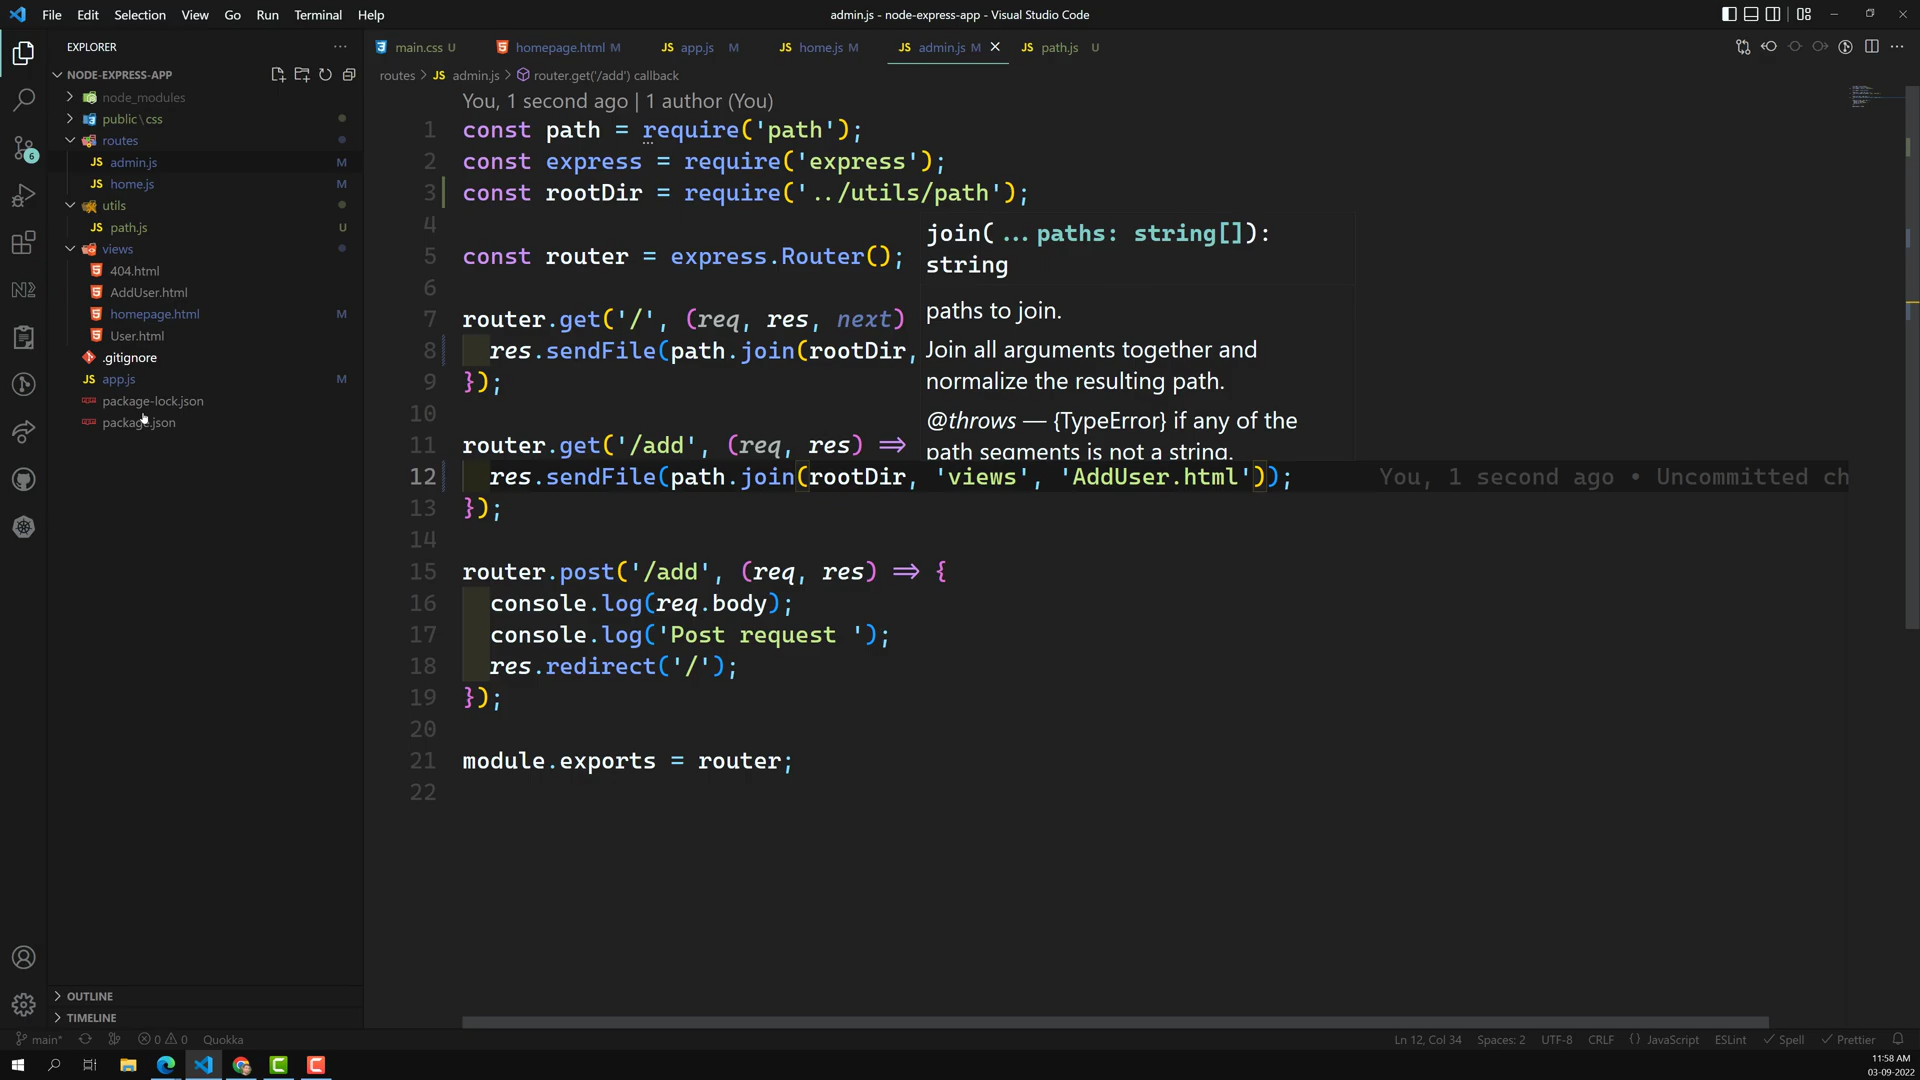 File Edit Selection View Go Run Terminal Help
admin.js - node-express-app - Visual Studio Code
EXPLORER
main.css U
homepage.html M
app.js M
home.js M
admin.js M
path.js U
NODE-EXPRESS-APP
routes > JS admin.js > router.get('/add') callback
node_modules
public\css
routes
JS admin.js M
JS home.js M
utils
JS path.js U
views
404.html
AddUser.html
homepage.html M
User.html
.gitignore
JS app.js M
package-lock.json
package.json
OUTLINE
TIMELINE
You, 1 second ago | 1 author (You)
1 const path = require('path');
2 const express = require('express');
3 const rootDir = require('../utils/path');
4
5 const router = express.Router();
6
7 router.get('/', (req, res, next)
8 res.sendFile(path.join(rootDir,
9 });
10
11 router.get('/add', (req, res) =>
12 res.sendFile(path.join(rootDir, 'views', 'AddUser.html')); You, 1 second ago • Uncommitted ch
13 });
14
15 router.post('/add', (req, res) => {
16 console.log(req.body);
17 console.log('Post request ');
18 res.redirect('/');
19 });
20
21 module.exports = router;
22
join(...paths: string[]):
string
paths to join.
Join all arguments together and
normalize the resulting path.
@throws — {TypeError} if any of the
path segments is not a string.
6
main* 0 0 Quokka
Ln 12, Col 34 Spaces: 2 UTF-8 CRLF {} JavaScript ESLint Spell Prettier
11:58 AM
03-09-2022